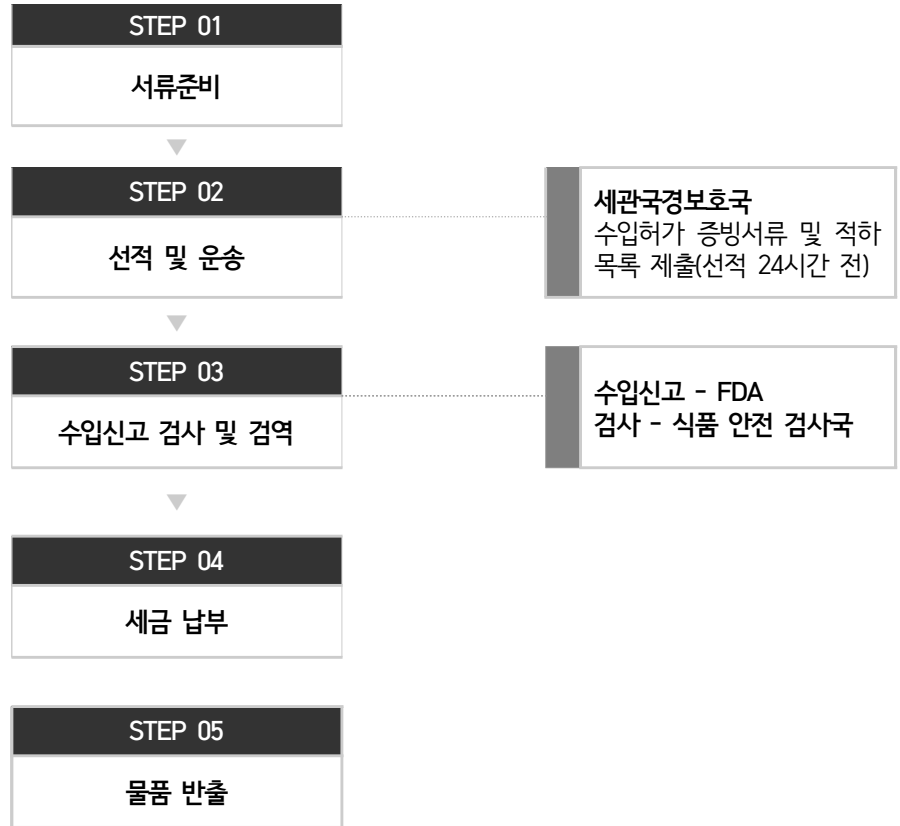 STEP 01
서류준비
STEP 02
선적 및 운송
세관국경보호국
수입허가 증빙서류 및 적하
목록 제출(선적 24시간 전)
STEP 03
수입신고 검사 및 검역
수입신고 - FDA
검사 - 식품 안전 검사국
STEP 04
세금 납부
STEP 05
물품 반출